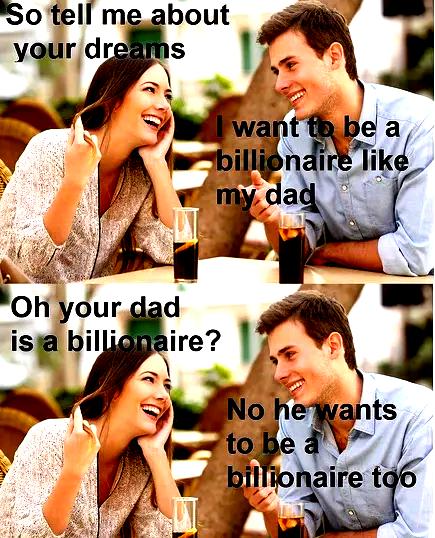 So tell me about
your dreams
I want to be a
billionaire like
my dad
Oh your dad
is a billionaire?
No he wants
to be a
billionaire too